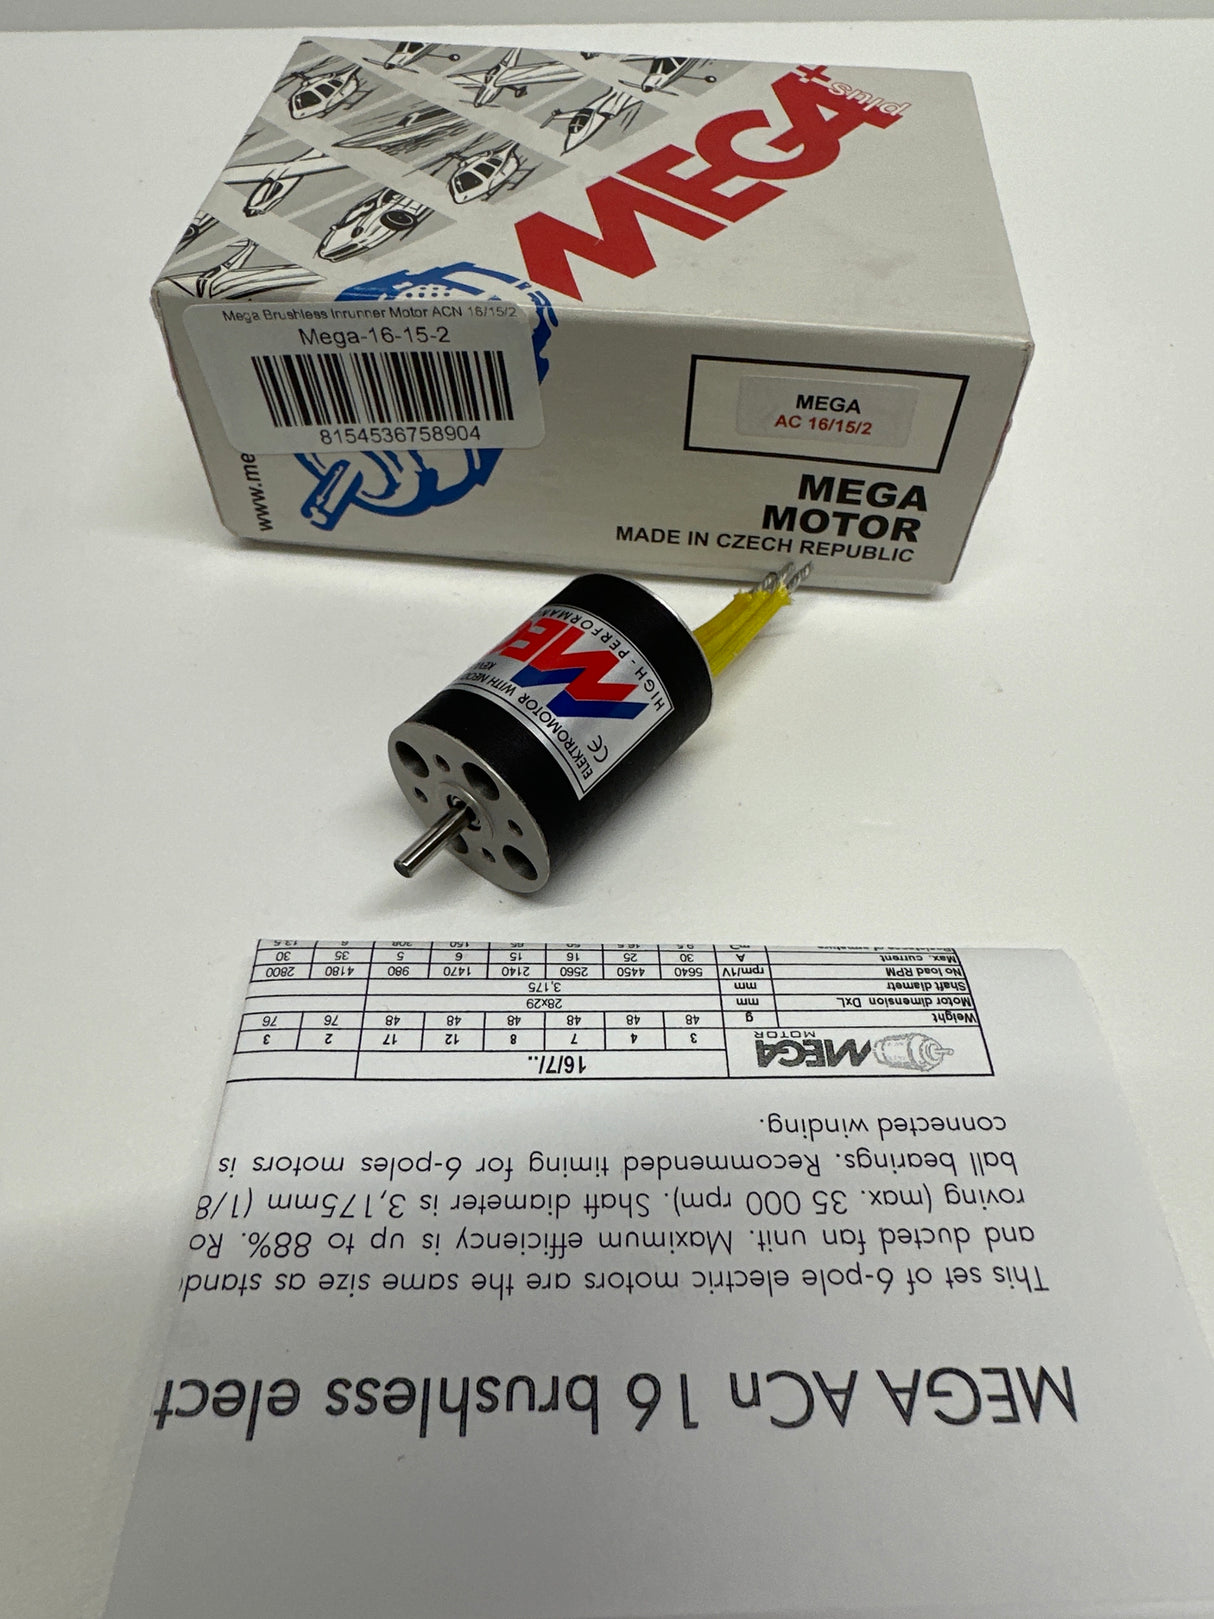 MEGA+
plus
Mega Brushless Inrunner Motor ACN 16/15/2
Mega-16-15-2
8154536758904
www.me
MEGA
AC 16/15/2
MEGA
MOTOR
MADE IN CZECH REPUBLIC
HIGH - PERFORMAN
ME
ELEKTROMOTOR WITH NEOD
CE
MEGA ACn 16 brushless elect
This set of 6-pole electric motors are the same size as stand
and ducted fan unit. Maximum efficiency is up to 88%. Ro
roving (max. 35 000 rpm). Shaft diameter is 3,175mm (1/8
ball bearings. Recommended timing for 6-poles motors is
connected winding.
MEGA MOTOR 16/7/..
3 4 7 8 12 17 2 3
Weight g 48 48 48 48 48 48 76 76
Motor dimension DxL mm 28x29
Shaft diametr mm 3,175
No load RPM rpm/1V 5640 4450 2560 2140 1470 980 4180 2800
Max. current A 30 25 16 15 6 5 35 30